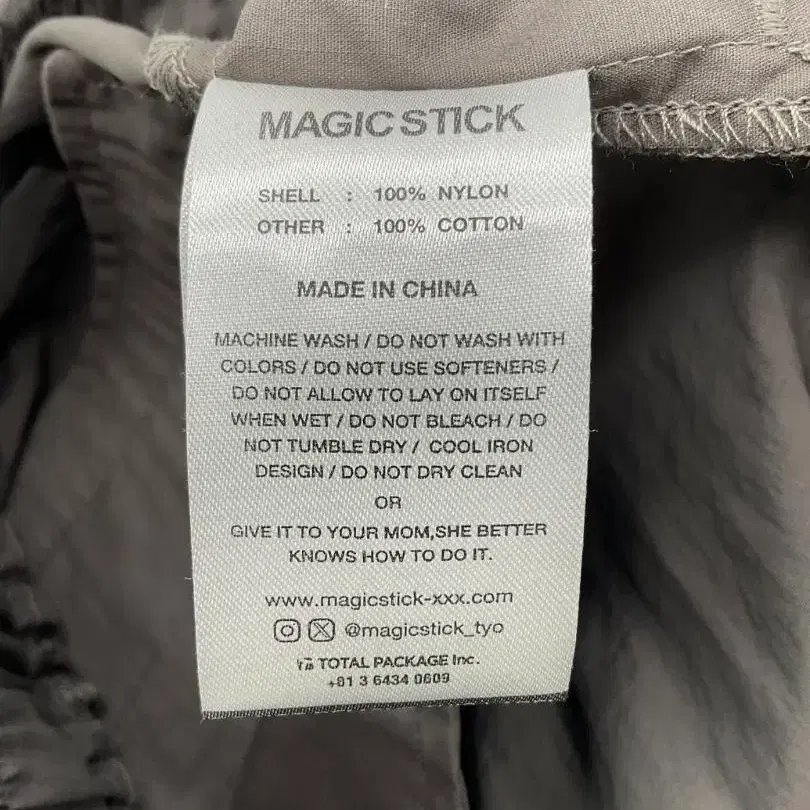 MAGIC STICK
SHELL : 100% NYLON
OTHER : 100% COTTON
MADE IN CHINA
MACHINE WASH / DO NOT WASH WITH
COLORS / DO NOT USE SOFTENERS /
DO NOT ALLOW TO LAY ON ITSELF
WHEN WET / DO NOT BLEACH / DO
NOT TUMBLE DRY / COOL IRON
DESIGN / DO NOT DRY CLEAN
OR
GIVE IT TO YOUR MOM,SHE BETTER
KNOWS HOW TO DO IT.
www.magicstick-xxx.com
@magicstick_tyo
TOTAL PACKAGE Inc.
+81 3 6434 0609